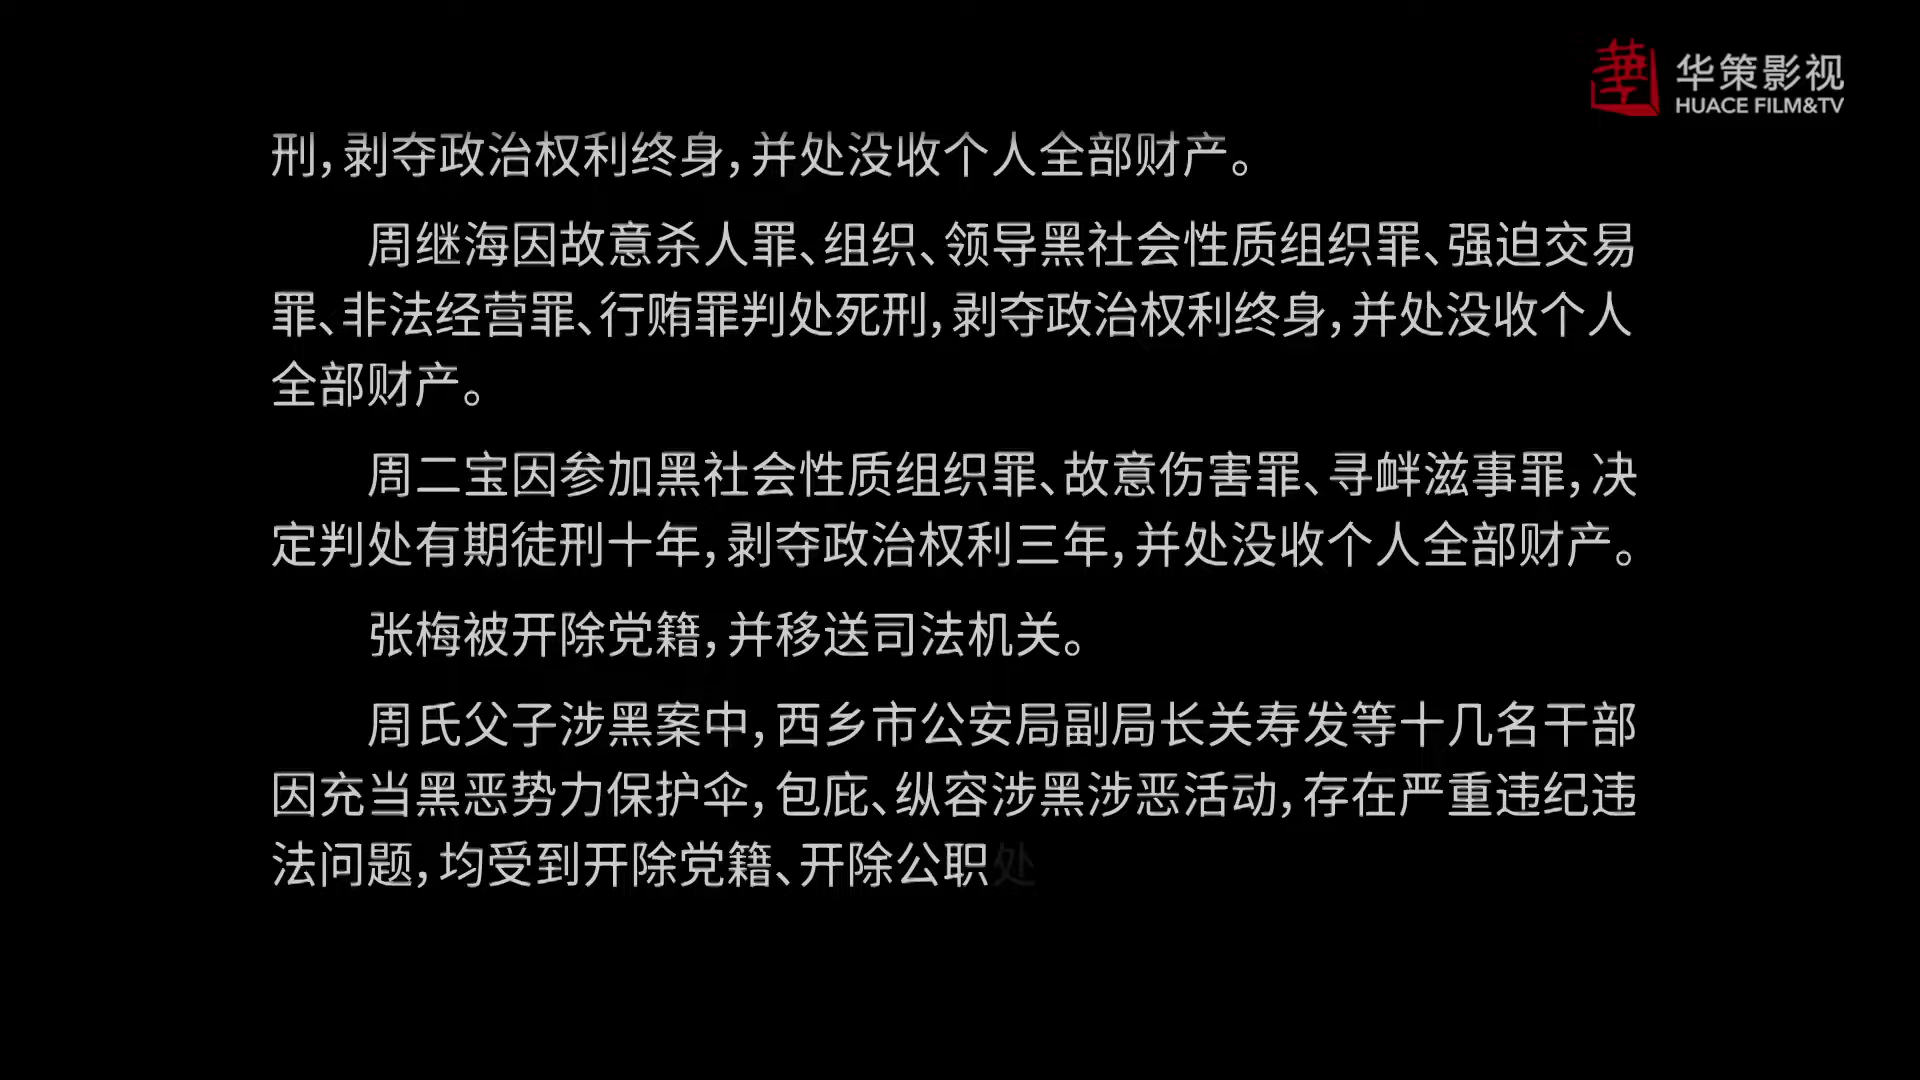 華 华策影视
HUACE FILM&TV
刑，剥夺政治权利终身，并处没收个人全部财产。
周继海因故意杀人罪、组织、领导黑社会性质组织罪、强迫交易
罪、非法经营罪、行贿罪判处死刑，剥夺政治权利终身，并处没收个人
全部财产。
周二宝因参加黑社会性质组织罪、故意伤害罪、寻衅滋事罪，决
定判处有期徒刑十年，剥夺政治权利三年，并处没收个人全部财产。
张梅被开除党籍，并移送司法机关。
周氏父子涉黑案中，西乡市公安局副局长关寿发等十几名干部
因充当黑恶势力保护伞，包庇、纵容涉黑涉恶活动，存在严重违纪违
法问题，均受到开除党籍、开除公职处